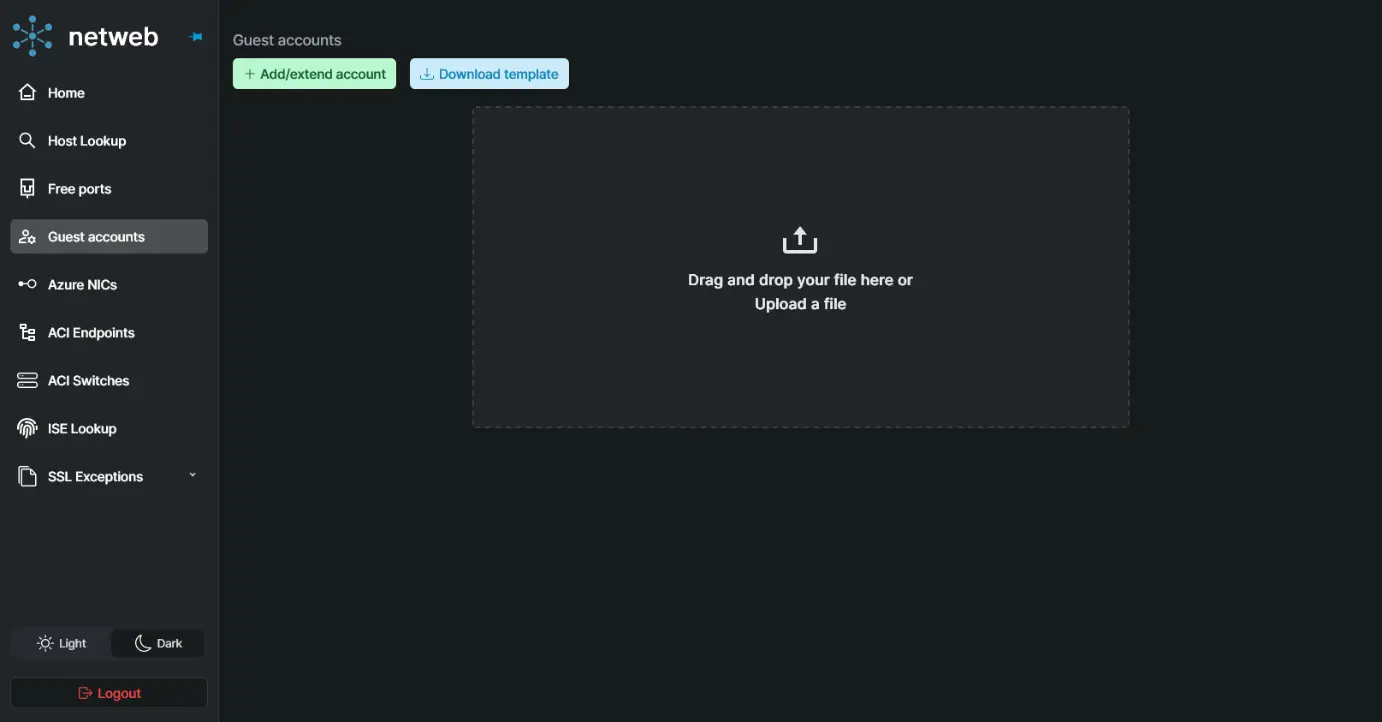 netweb
Home
Host Lookup
Free ports
Guest accounts
Azure NICs
ACI Endpoints
ACI Switches
ISE Lookup
SSL Exceptions
Light
Dark
Logout
Guest accounts
+ Add/extend account
Download template
Drag and drop your file here or
Upload a file